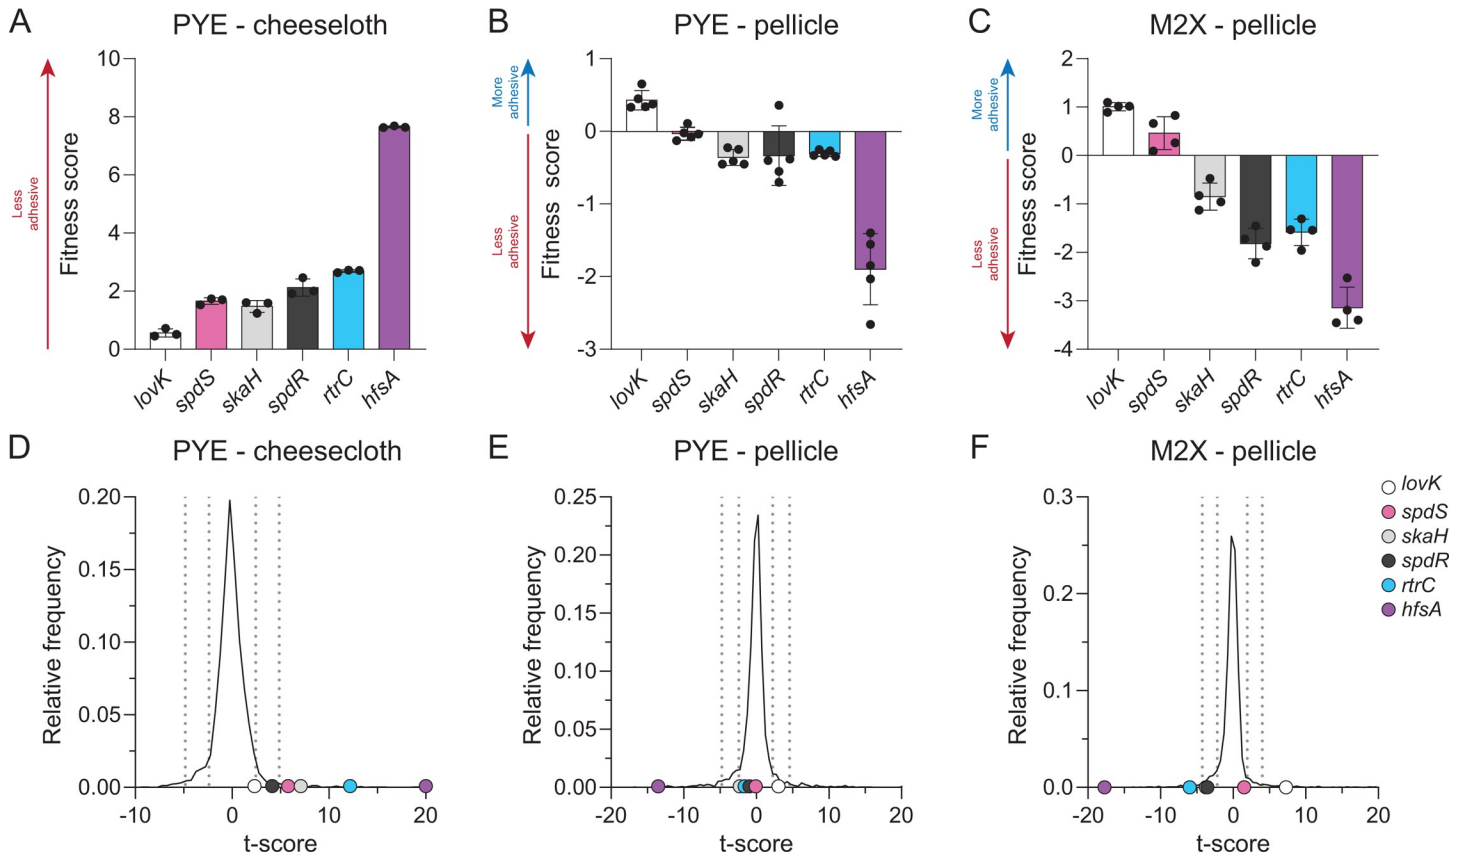 A
PYE - cheeseloth
10
8
6
4
2
0
Fitness score
Less
adhesive
lovK
spdS
skaH
spdR
rtrC
hfsA
B
PYE - pellicle
1
0
-1
-2
-3
Fitness score
More
adhesive
Less
adhesive
lovK
spdS
skaH
spdR
rtrC
hfsA
C
M2X - pellicle
2
1
0
-1
-2
-3
-4
Fitness score
More
adhesive
Less
adhesive
lovK
spdS
skaH
spdR
rtrC
hfsA
D
PYE - cheesecloth
0.20
0.15
0.10
0.05
0.00
Relative frequency
-10
0
10
20
t-score
E
PYE - pellicle
0.25
0.20
0.15
0.10
0.05
0.00
Relative frequency
-20
-10
0
10
20
t-score
F
M2X - pellicle
0.3
0.2
0.1
0.0
Relative frequency
-20
-10
0
10
20
t-score
lovK
spdS
skaH
spdR
rtrC
hfsA